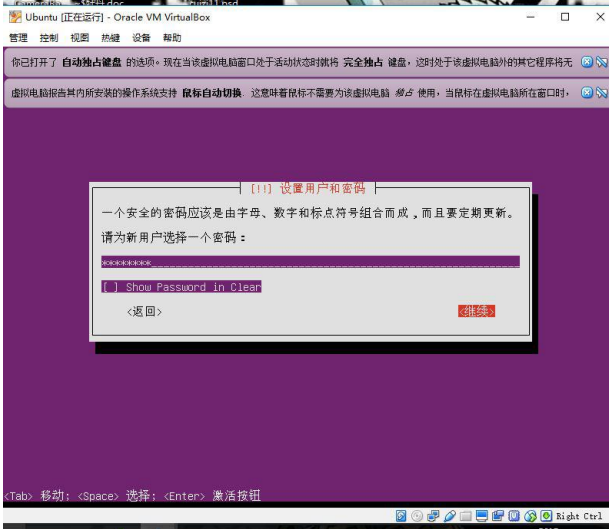 Ubuntu [正在运行] - Oracle VM VirtualBox
管理 控制 视图 热键 设备 帮助
你已打开了 自动独占键盘 的选项。现在当该虚拟电脑窗口处于活动状态时就将 完全独占 键盘，这时处于该虚拟电脑外的其它程序将无
虚拟电脑报告其内所安装的操作系统支持 鼠标自动切换. 这意味着鼠标不需要为该虚拟电脑 独占 使用，当鼠标在虚拟电脑所在窗口时，
[!!] 设置用户和密码
一个安全的密码应该是由字母、数字和标点符号组合而成，而且要定期更新。
请为新用户选择一个密码：
********
[ ] Show Password in Clear
<返回> <继续>
<Tab> 移动; <Space> 选择; <Enter> 激活按钮
Right Ctrl